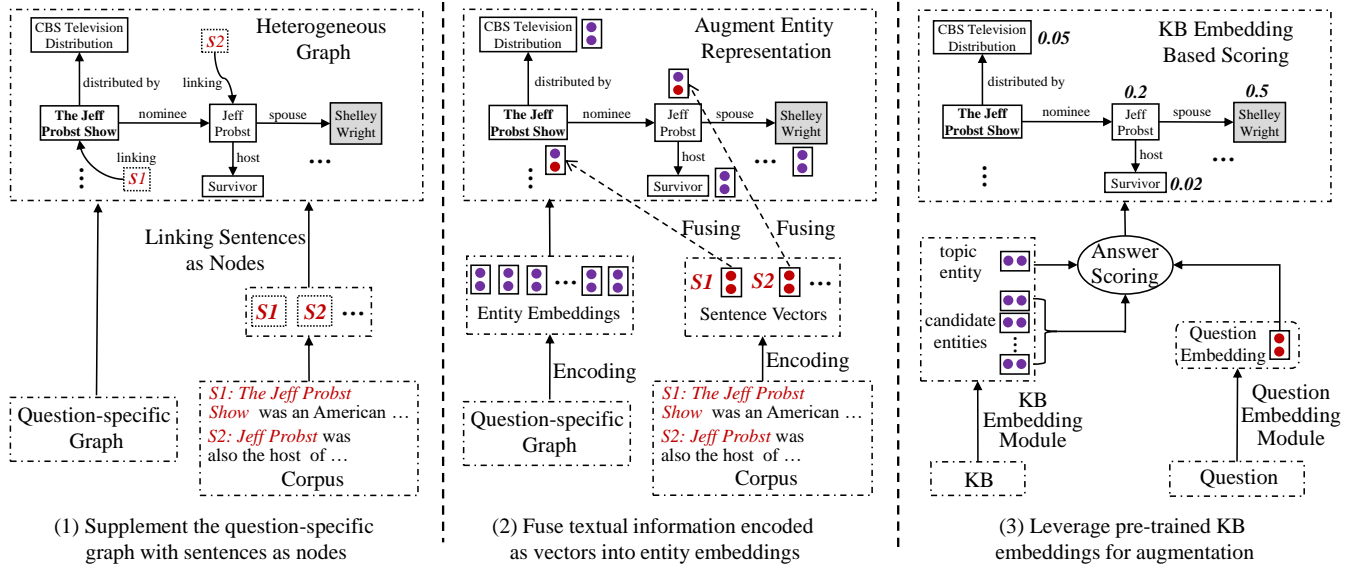 CBS Television
Distribution
S2
Heterogeneous
Graph
distributed by
linking
The Jeff
Probst Show
nominee
Jeff
Probst
spouse
Shelley
Wright
linking
host
...
S1
Survivor
Linking Sentences
as Nodes
S1 S2 ...
Question-specific
Graph
S1: The Jeff Probst
Show was an American …
S2: Jeff Probst was
also the host of …
Corpus
(1) Supplement the question-specific
graph with sentences as nodes
CBS Television
Distribution
Augment Entity
Representation
distributed by
The Jeff
Probst Show
nominee
Jeff
Probst
spouse
Shelley
Wright
host
...
Survivor
Fusing
Fusing
...
Entity Embeddings
S1 S2 ...
Sentence Vectors
Encoding
Encoding
Question-specific
Graph
S1: The Jeff Probst
Show was an American …
S2: Jeff Probst was
also the host of …
Corpus
(2) Fuse textual information encoded
as vectors into entity embeddings
CBS Television
Distribution
0.05
KB Embedding
Based Scoring
distributed by
The Jeff
Probst Show
nominee
0.2
Jeff
Probst
spouse
0.5
Shelley
Wright
host
...
Survivor
0.02
topic
entity
Answer
Scoring
candidate
entities
Question
Embedding
KB
Embedding
Module
Question
Embedding
Module
KB
Question
(3) Leverage pre-trained KB
embeddings for augmentation